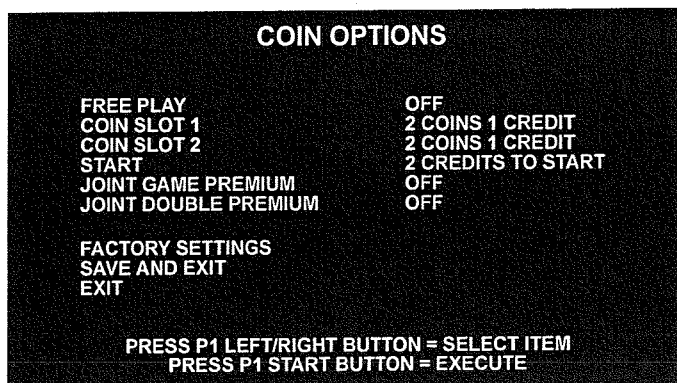 COIN OPTIONS
FREE PLAY OFF
COIN SLOT 1 2 COINS 1 CREDIT
COIN SLOT 2 2 COINS 1 CREDIT
START 2 CREDITS TO START
JOINT GAME PREMIUM OFF
JOINT DOUBLE PREMIUM OFF
FACTORY SETTINGS
SAVE AND EXIT
EXIT
PRESS P1 LEFT/RIGHT BUTTON = SELECT ITEM
PRESS P1 START BUTTON = EXECUTE